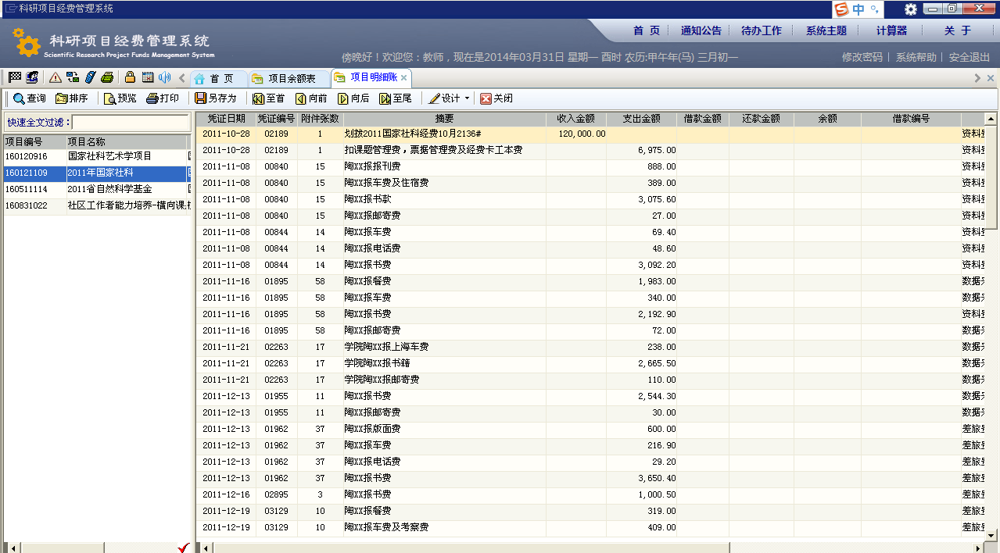 科研项目经费管理系统
中
科研项目经费管理系统
Scientific Research Project Funds Management System
首 页 通知公告 待办工作 系统主题 计算器 关 于
傍晚好！欢迎您：教师，现在是2014年03月31日 星期一 酉时 农历:甲午年(马) 三月初一
修改密码 系统帮助 安全退出
首 页 项目余额表 项目明细账
查询 排序 预览 打印 另存为 至首 向前 向后 至尾 设计 关闭
快速全文过滤：
项目编号 项目名称
160120916 国家社科艺术学项目
160121109 2011年国家社科
160511114 2011省自然科学基金
160831022 社区工作者能力培养-横向课
凭证日期 凭证编号 附件张数 摘要 收入金额 支出金额 借款金额 还款金额 余额 借款编号
2011-10-28 02189 1 划拨2011国家社科经费10月2136# 120,000.00 资料
2011-10-28 02189 1 扣课题管理费，票据管理费及经费卡工本费 6,975.00 资料
2011-11-08 00840 15 陶XX报报刊费 988.00 资料
2011-11-08 00840 15 陶XX报车费及住宿费 389.00 资料
2011-11-08 00840 15 陶XX报书款 3,075.60 资料
2011-11-08 00840 15 陶XX报邮寄费 27.00 资料
2011-11-08 00844 14 陶XX报车费 69.40 资料
2011-11-08 00844 14 陶XX报电话费 48.60 资料
2011-11-08 00844 14 陶XX报书费 3,092.20 资料
2011-11-16 01895 58 陶XX报餐费 1,983.00 数据
2011-11-16 01895 58 陶XX报车费 340.00 数据
2011-11-16 01895 58 陶XX报书费 2,192.90 资料
2011-11-16 01895 58 陶XX报邮寄费 72.00 数据
2011-11-21 02263 17 学院陶XX报上海车费 238.00 数据
2011-11-21 02263 17 学院陶XX报书籍 2,665.50 数据
2011-11-21 02263 17 学院陶XX报邮寄费 110.00 数据
2011-12-13 01955 11 陶XX报书费 2,544.30 数据
2011-12-13 01955 11 陶XX报邮寄费 30.00 数据
2011-12-13 01962 37 陶XX报版面费 600.00 差旅
2011-12-13 01962 37 陶XX报车费 216.90 差旅
2011-12-13 01962 37 陶XX报电话费 29.20 差旅
2011-12-13 01962 37 陶XX报书费 3,650.40 差旅
2011-12-16 02895 3 陶XX报书费 1,000.50 差旅
2011-12-19 03129 10 陶XX报餐费 319.00 差旅
2011-12-19 03129 10 陶XX报车费及考察费 409.00 差旅